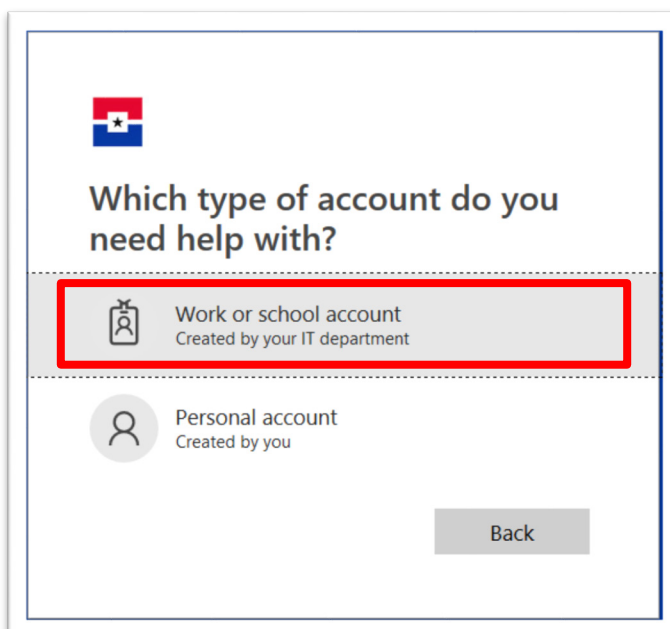 Which type of account do you
need help with?
Work or school account
Created by your IT department
Personal account
Created by you
Back